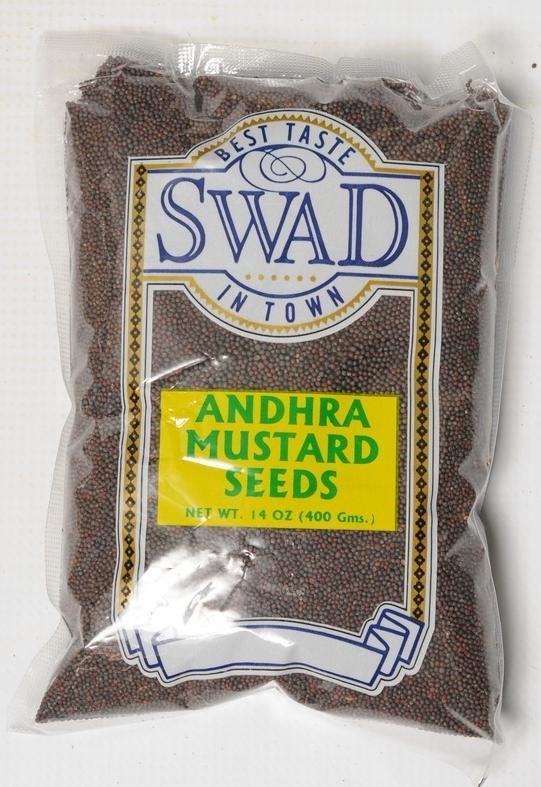 BEST TASTE
SWAD
IN TOWN
ANDHRA
MUSTARD
SEEDS
NET WT. 14 OZ (400 Gms.)